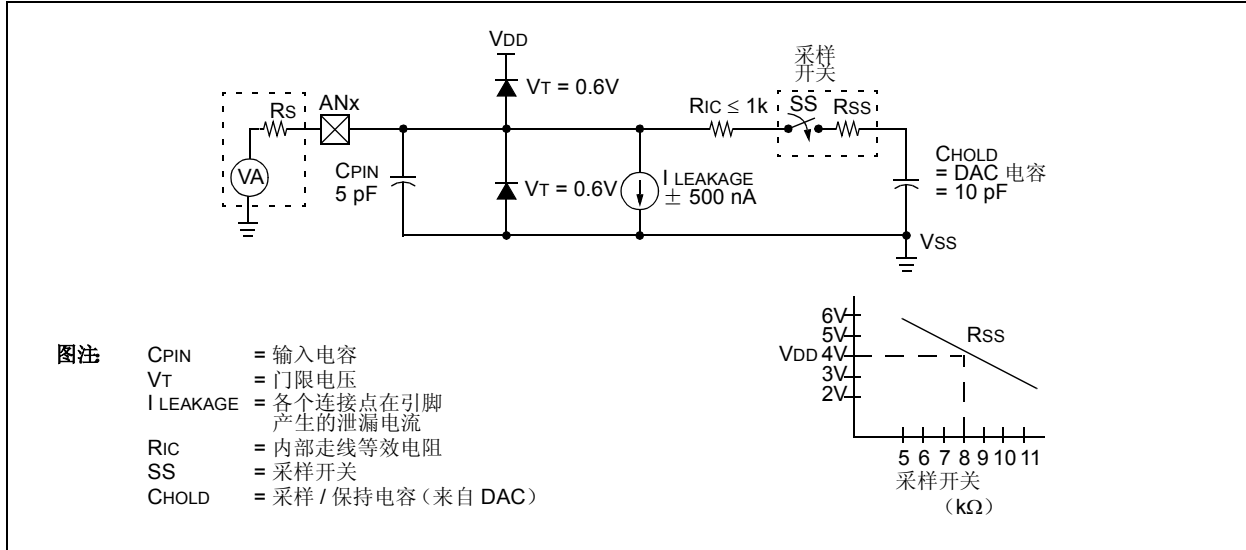 VDD
VT = 0.6V
采样
开关
RS
ANx
RIC ≤ 1k
SS
RSS
VA
CPIN
5 pF
VT = 0.6V
I LEAKAGE
± 500 nA
CHOLD
= DAC 电容
= 10 pF
VSS
6V
5V
VDD 4V
3V
2V
RSS
5 6 7 8 9 10 11
采样开关
（kΩ）
图注:
CPIN = 输入电容
VT = 门限电压
I LEAKAGE = 各个连接点在引脚
产生的泄漏电流
RIC = 内部走线等效电阻
SS = 采样开关
CHOLD = 采样 / 保持电容（来自 DAC）